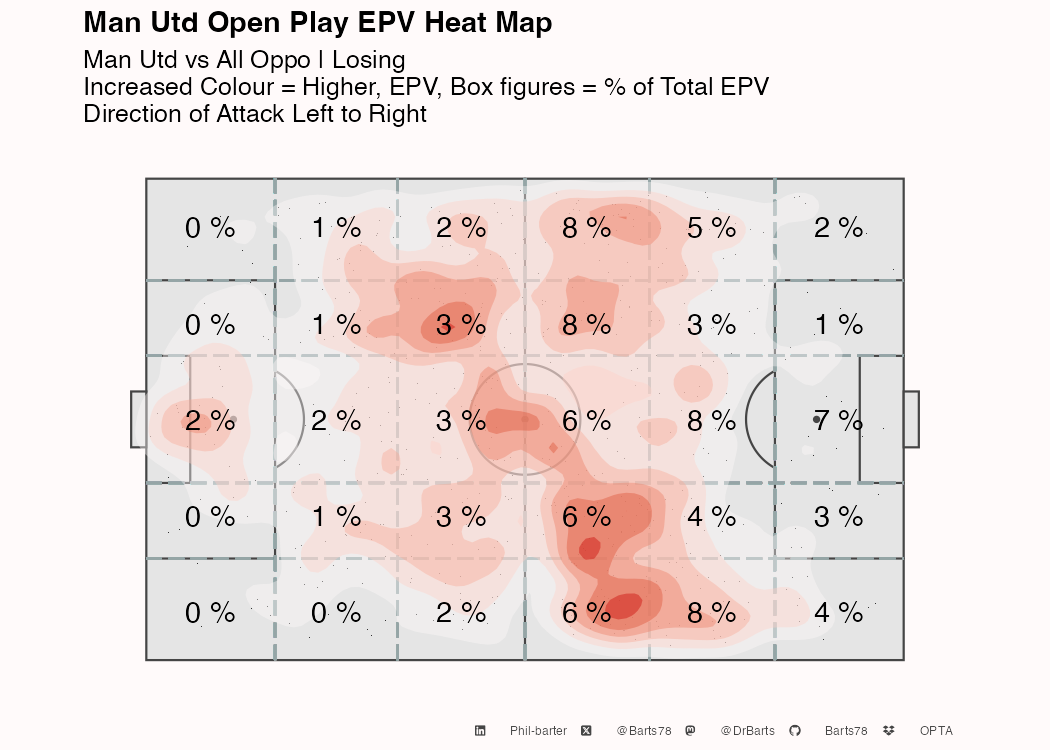 Man Utd Open Play EPV Heat Map
Man Utd vs All Oppo | Losing
Increased Colour = Higher, EPV, Box figures = % of Total EPV
Direction of Attack Left to Right
0 % 1 % 2 % 8 % 5 % 2 %
0 % 1 % 3 % 8 % 3 % 1 %
2 % 2 % 3 % 6 % 8 % 7 %
0 % 1 % 3 % 6 % 4 % 3 %
0 % 0 % 2 % 6 % 8 % 4 %
Phil-barter @Barts78 @DrBarts Barts78 OPTA